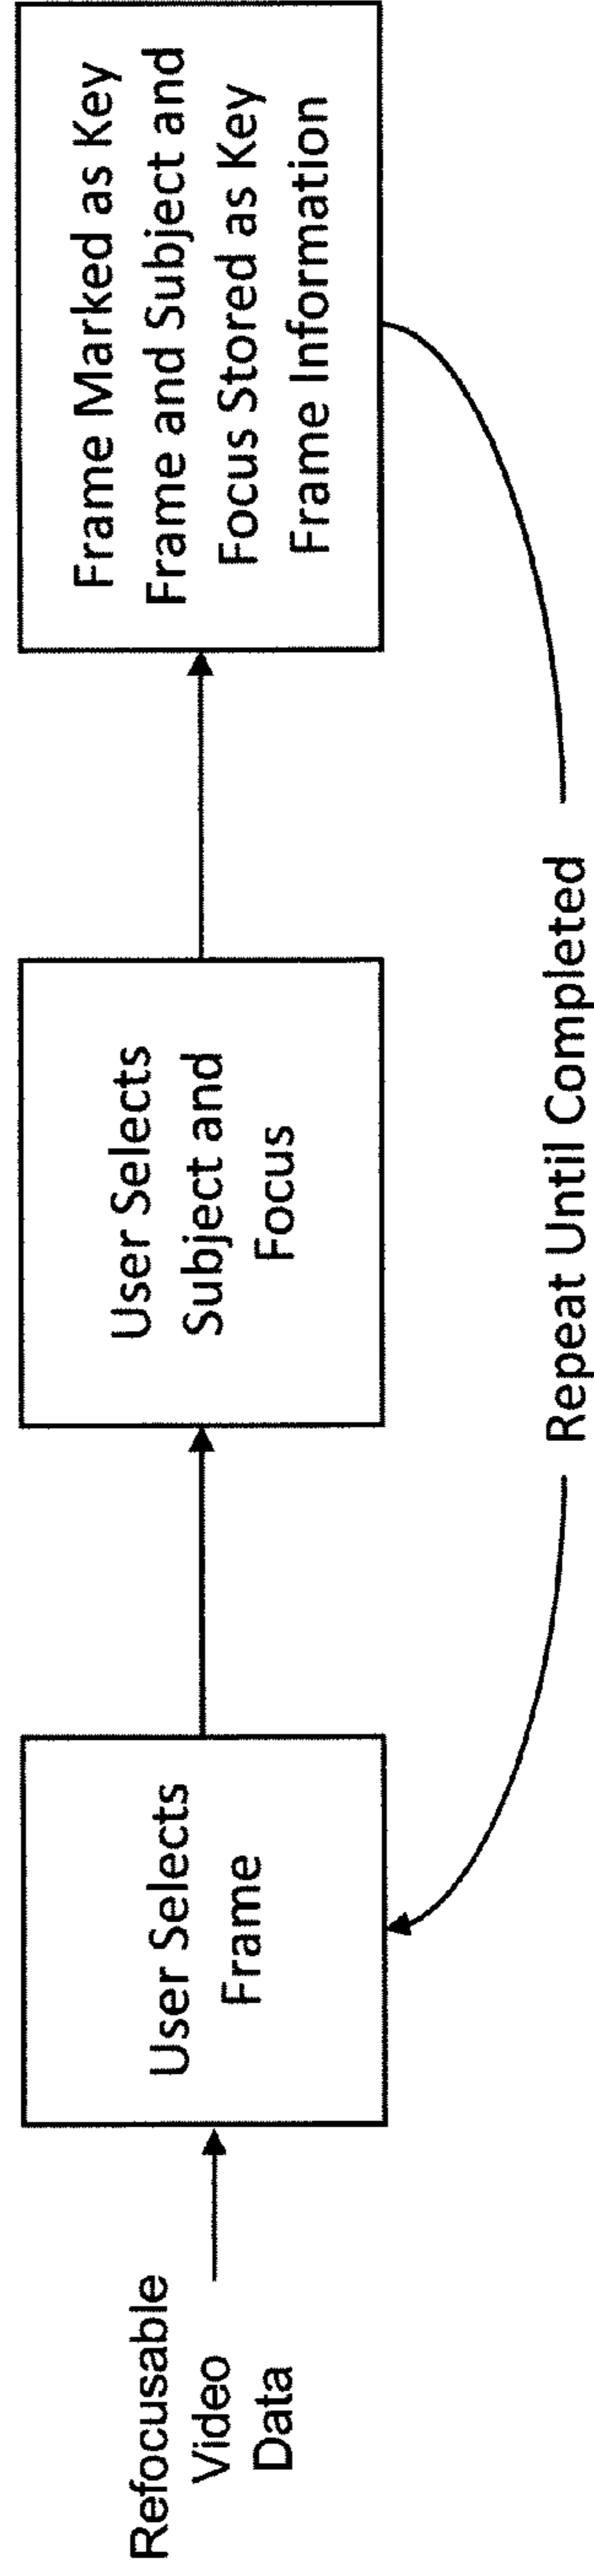 Refocusable
Video
Data
User Selects
Frame
User Selects
Subject and
Focus
Frame Marked as Key
Frame and Subject and
Focus Stored as Key
Frame Information
Repeat Until Completed